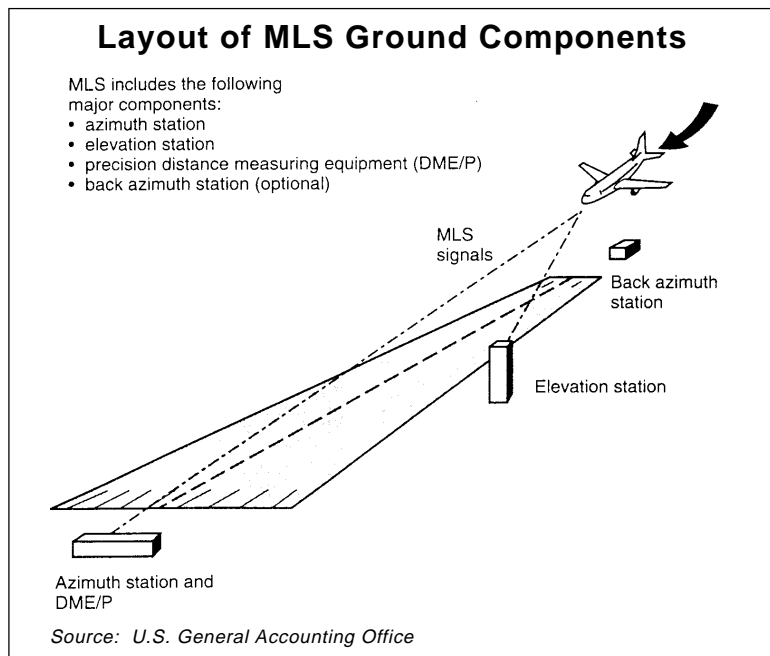 Layout of MLS Ground Components
MLS includes the following
major components:
• azimuth station
• elevation station
• precision distance measuring equipment (DME/P)
• back azimuth station (optional)
MLS
signals
Back azimuth
station
Elevation station
Azimuth station and
DME/P
Source: U.S. General Accounting Office